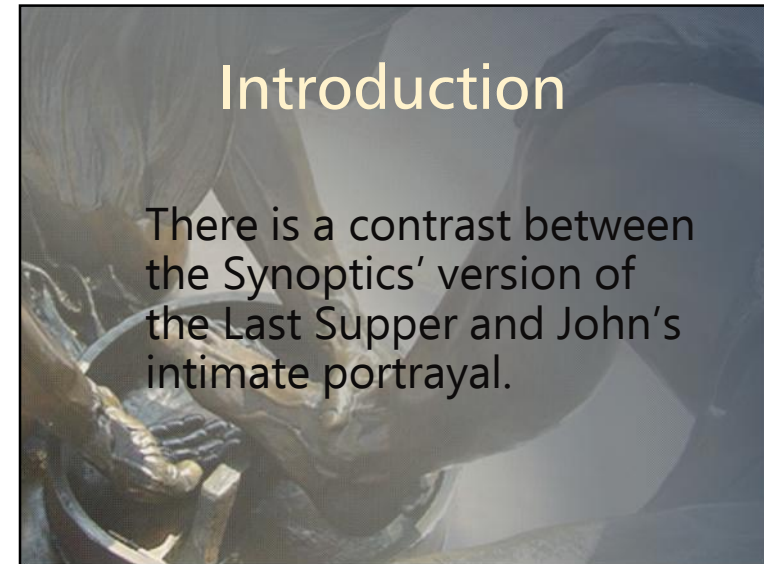 Introduction
There is a contrast between
the Synoptics’ version of
the Last Supper and John’s
intimate portrayal.